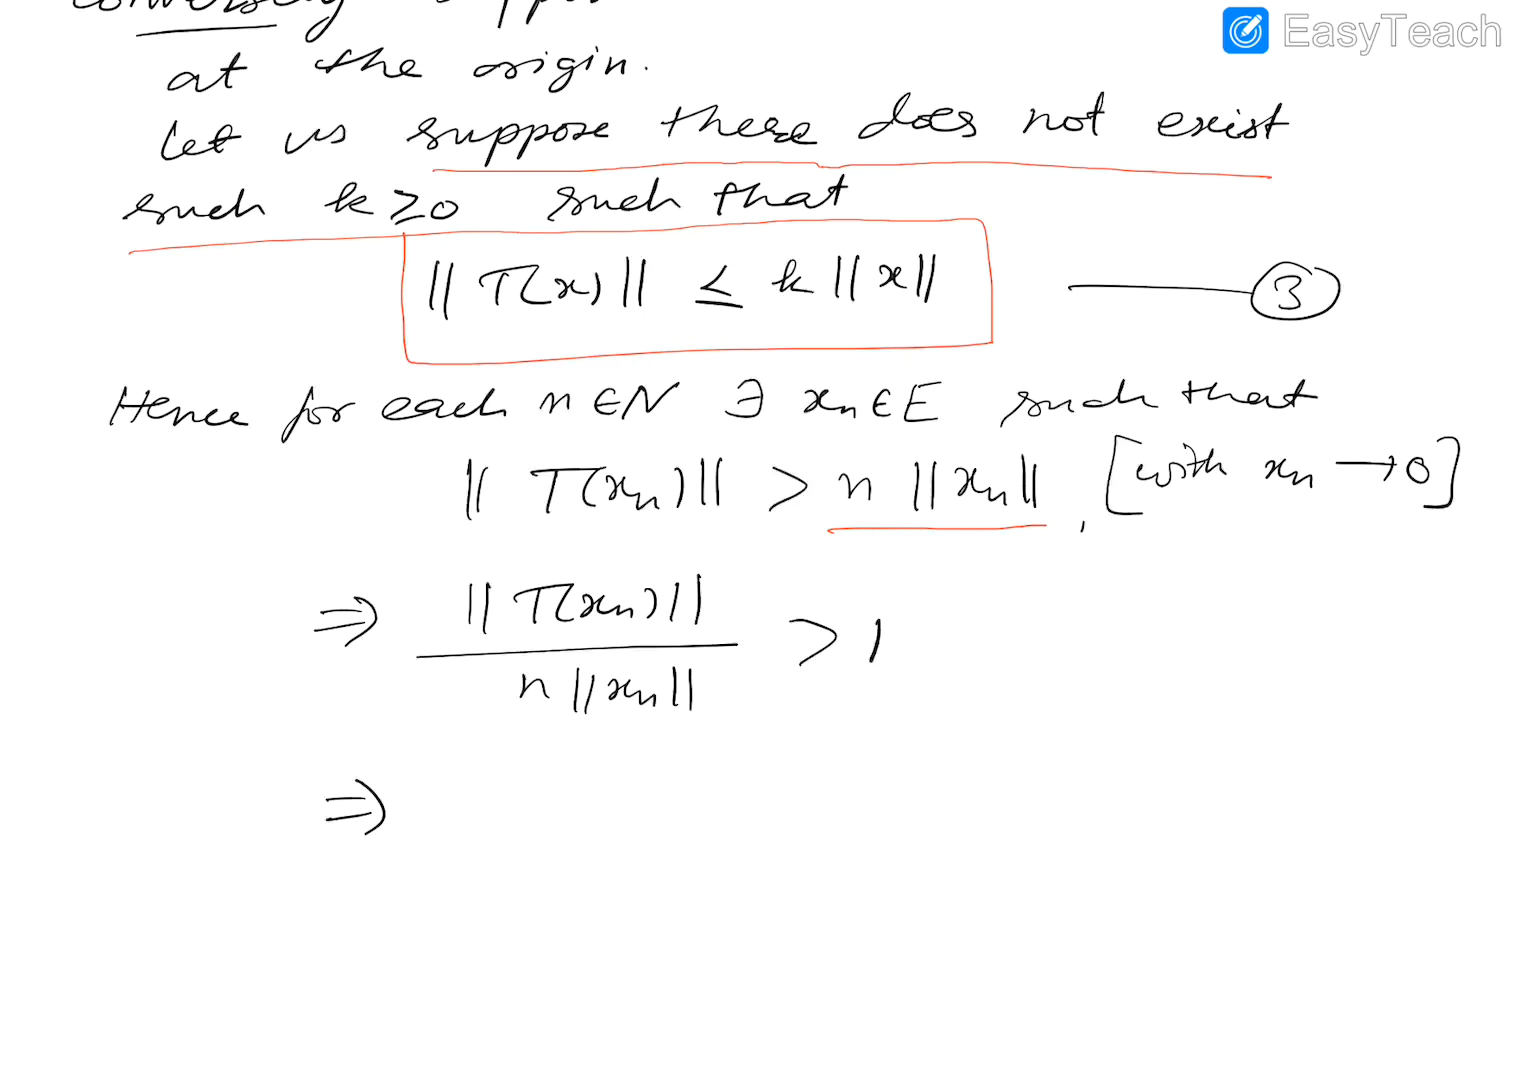 EasyTeach
at the origin.
Let us suppose there does not exist
such k ≥ 0 such that
|| T(x) || ≤ k || x || ——— 3
Hence for each n ∈ N ∃ xn ∈ E such that
|| T(xn) || > n || xn || , [with xn → 0]
⇒ || T(xn) || / n || xn || > 1
⇒